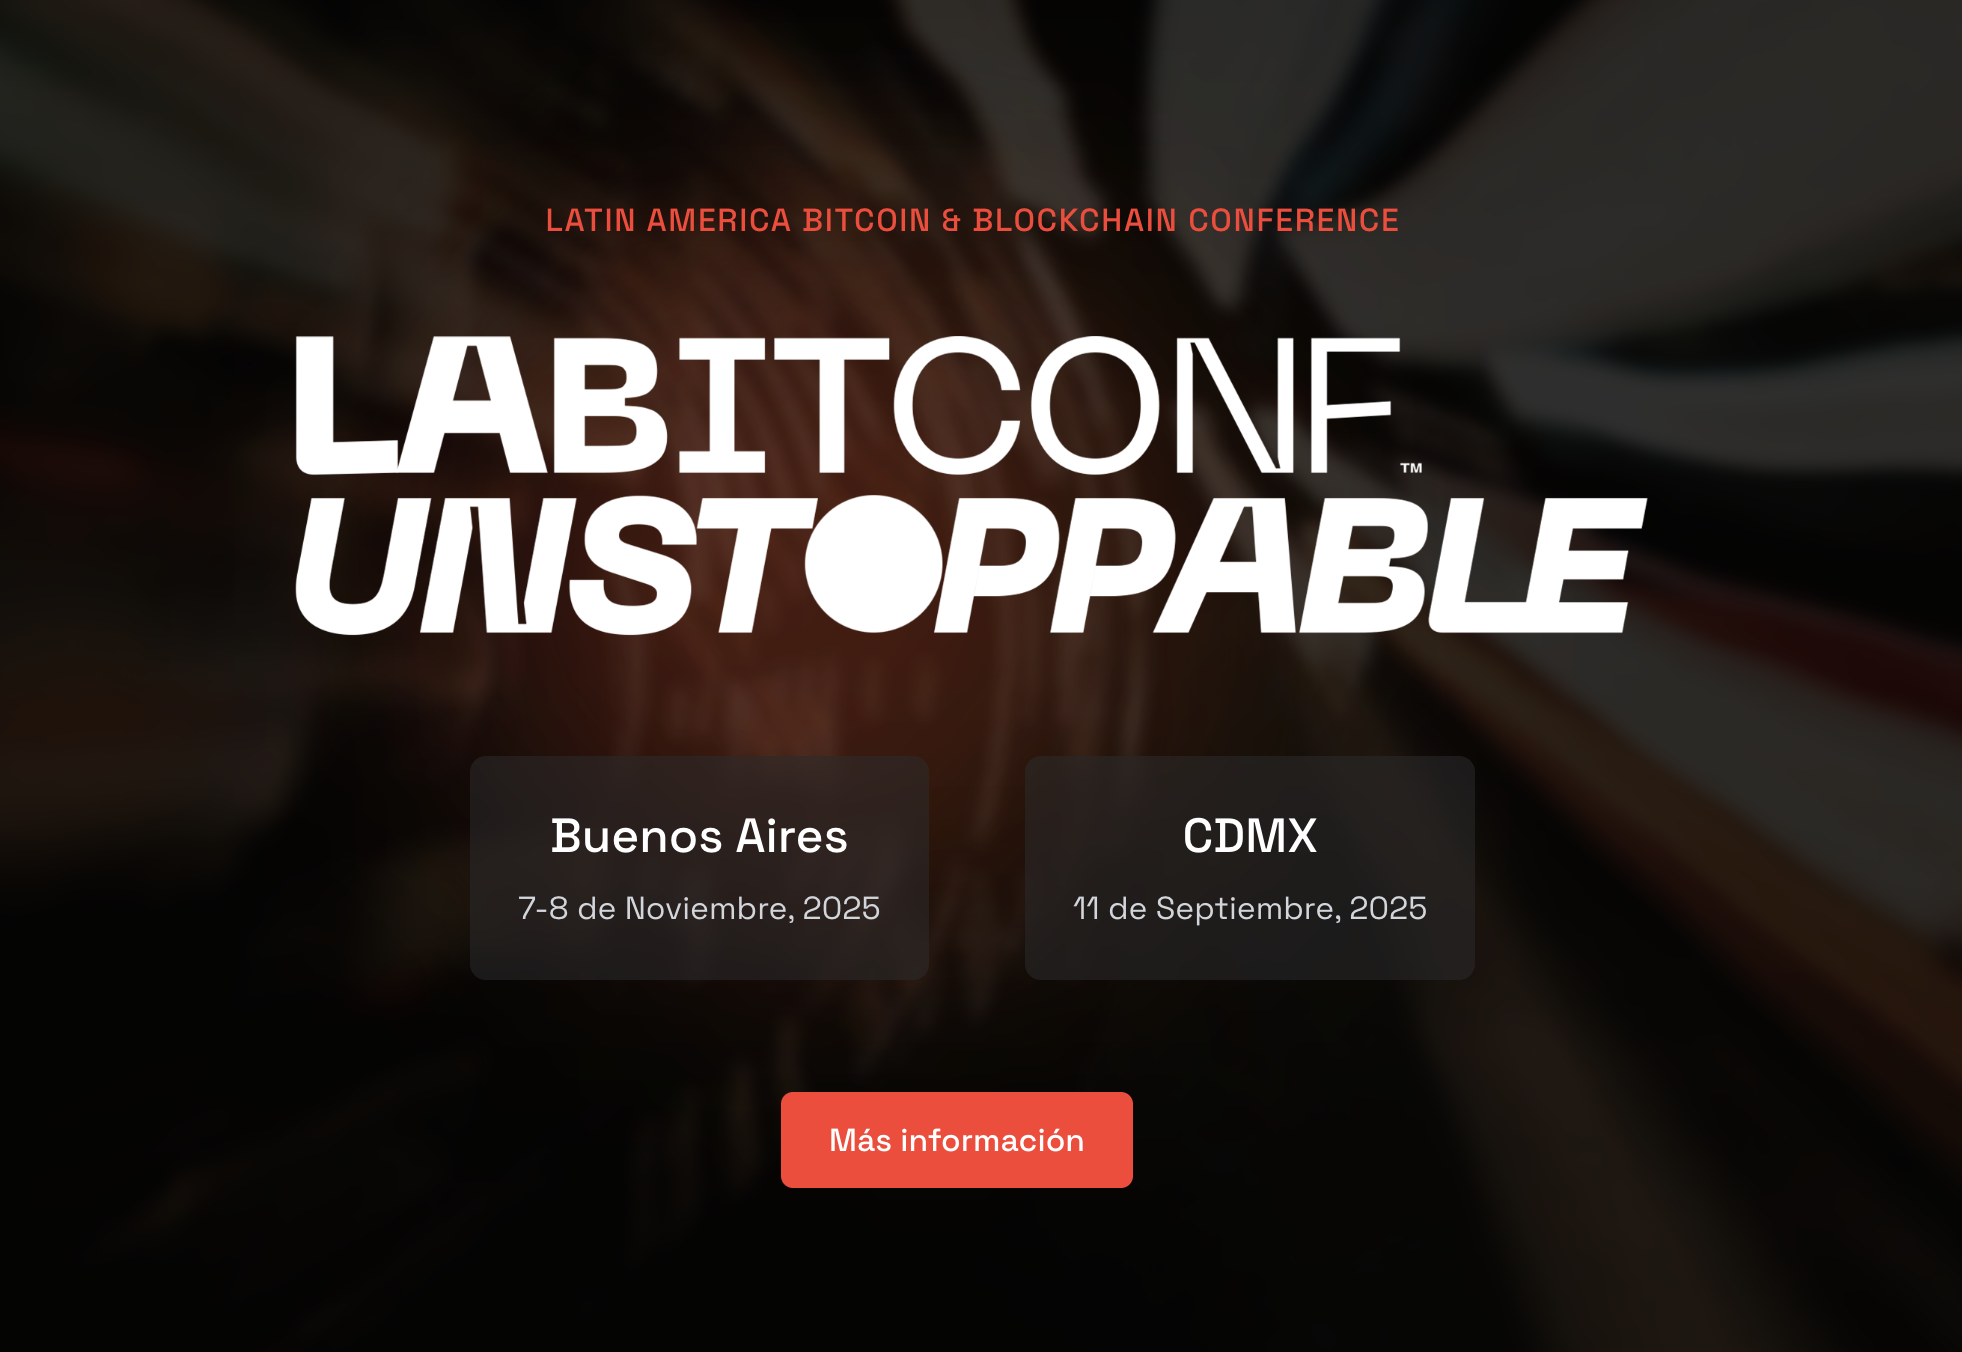 LATIN AMERICA BITCOIN & BLOCKCHAIN CONFERENCE
LABITCONF™
UNSTOPPABLE
Buenos Aires
7-8 de Noviembre, 2025
CDMX
11 de Septiembre, 2025
Más información